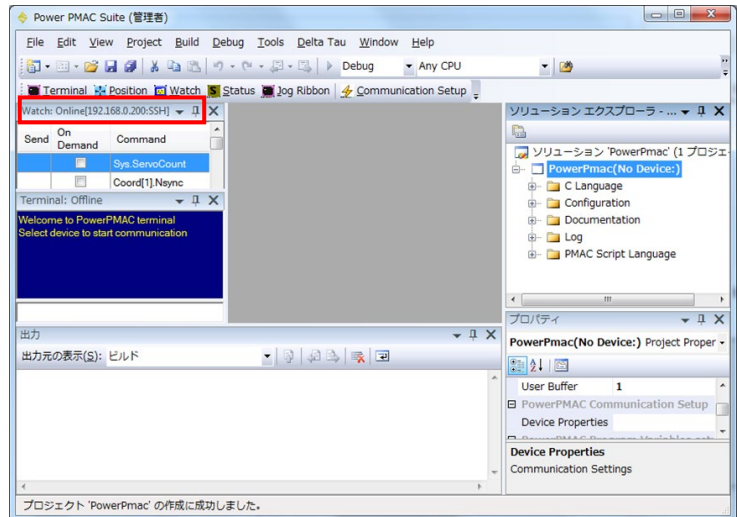 Power PMAC Suite (管理者)
File Edit View Project Build Debug Tools Delta Tau Window Help
Debug Any CPU
Terminal Position Watch Status Jog Ribbon Communication Setup
Watch: Online[192.168.0.200:SSH]
Send On Demand Command
Sys.ServoCount
Coord[1].Nsync
Terminal: Offline
Welcome to PowerPMAC terminal
Select device to start communication
ソリューション エクスプローラ - ...
ソリューション 'PowerPmac' (1 プロジェ
PowerPmac(No Device:)
C Language
Configuration
Documentation
Log
PMAC Script Language
出力
出力元の表示(S): ビルド
プロパティ
PowerPmac(No Device:) Project Proper
User Buffer 1
PowerPMAC Communication Setup
Device Properties
Device Properties
Communication Settings
プロジェクト 'PowerPmac' の作成に成功しました。